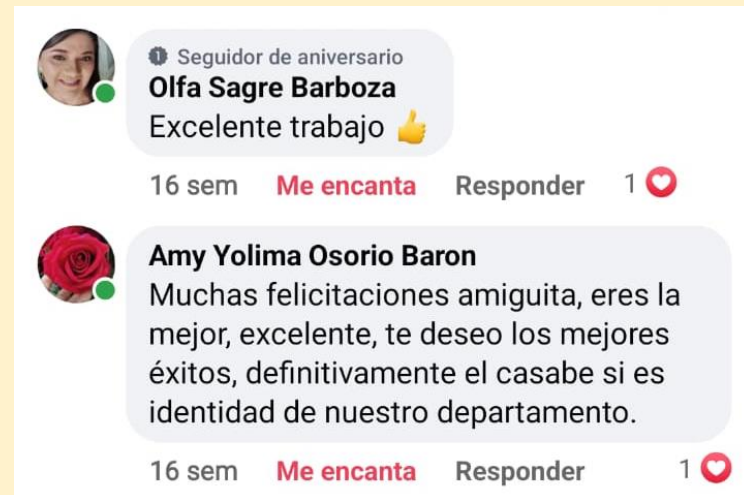 Seguidor de aniversario
Olfa Sagre Barboza
Excelente trabajo 👍
16 sem Me encanta Responder 1
Amy Yolima Osorio Baron
Muchas felicitaciones amiguita, eres la
mejor, excelente, te deseo los mejores
éxitos, definitivamente el casabe si es
identidad de nuestro departamento.
16 sem Me encanta Responder 1